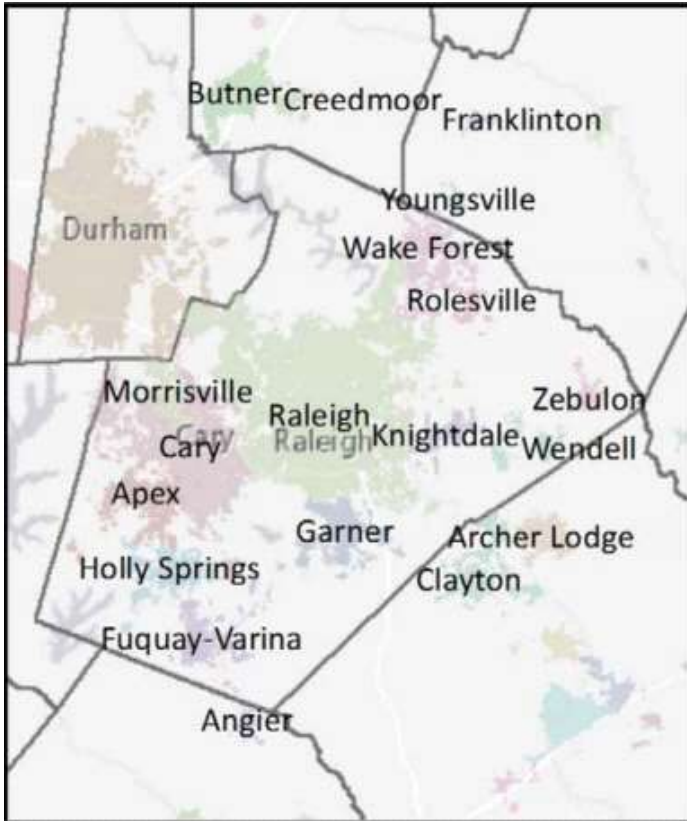 Butner
Creedmoor
Franklinton
Youngsville
Durham
Wake Forest
Rolesville
Morrisville
Zebulon
Raleigh
Cary
Raleigh
Knightdale
Cary
Wendell
Apex
Garner
Archer Lodge
Holly Springs
Clayton
Fuquay-Varina
Angier